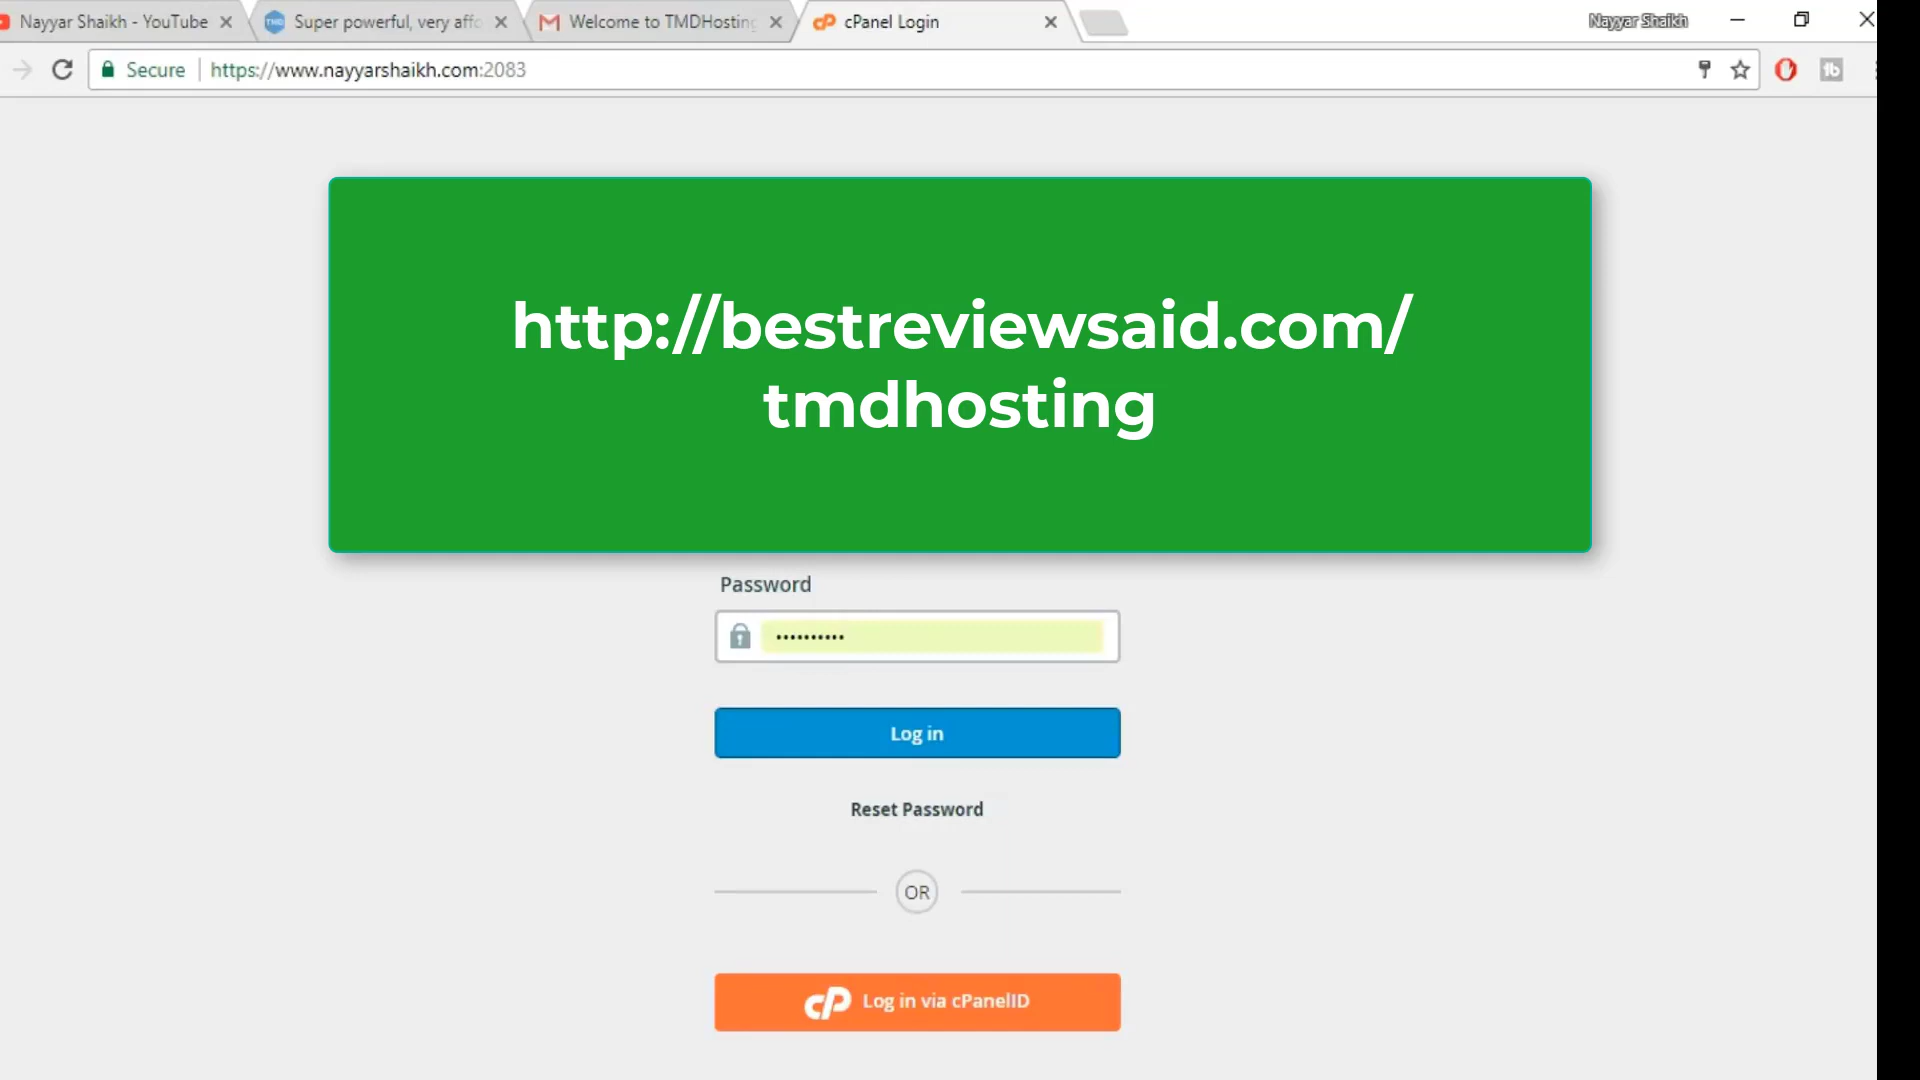 Nayyar Shaikh - YouTube
Super powerful, very affo
Welcome to TMDHosting
cPanel Login
Nayyar Shaikh
Secure
https://www.nayyarshaikh.com:2083
http://bestreviewsaid.com/
tmdhosting
Password
Log in
Reset Password
OR
cP Log in via cPanelID